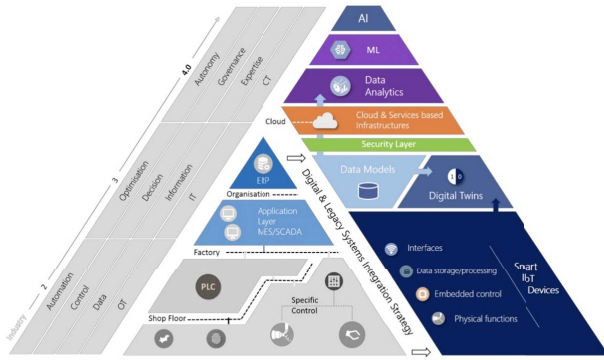 AI
ML
Data
Analytics
Cloud
Cloud & Services based
Infrastructures
Security Layer
Data Models
Digital Twins
1 0
Digital & Legacy Systems Integration Strategy
Interfaces
Data storage/processing
Embedded control
Physical functions
Smart
IoT
Devices
ERP
Organisation
Application
Layer
MES/SCADA
Factory
PLC
Specific
Control
Shop Floor
Industry
2
3
4.0
Automation
Control
Data
OT
Optimisation
Decision
Information
IT
Autonomy
Governance
Expertise
CT